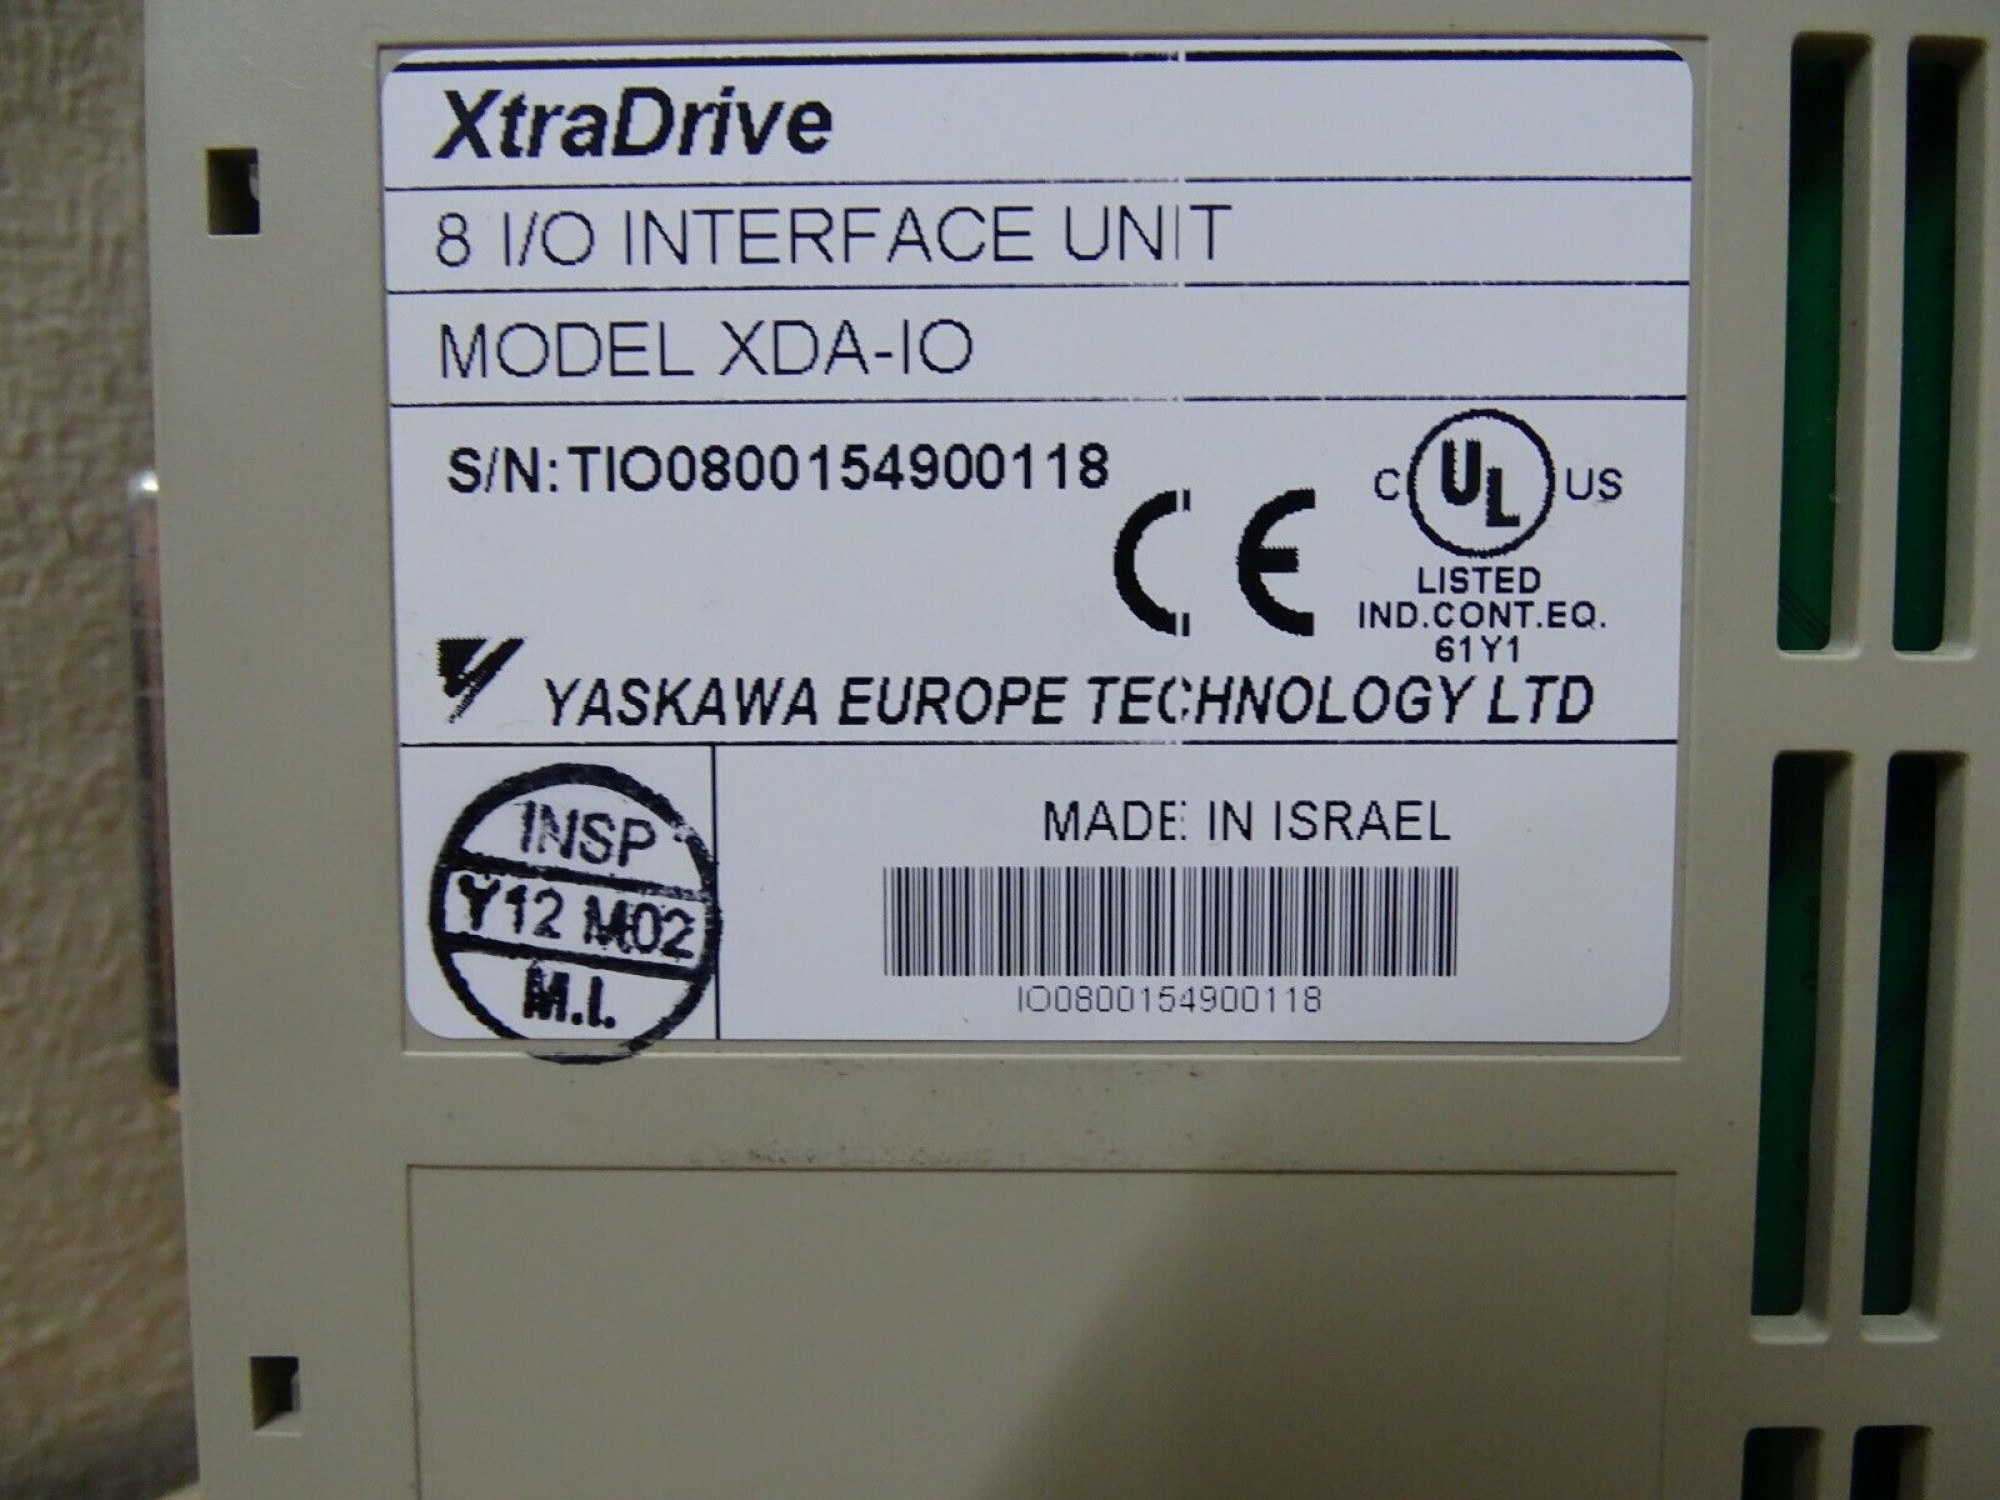 XtraDrive
8 I/O INTERFACE UNIT
MODEL XDA-IO
S/N: TIO0800154900118
CE
C UL US
LISTED
IND.CONT.EQ.
61Y1
YASKAWA EUROPE TECHNOLOGY LTD
INSP
Y12 M02
M.I.
MADE IN ISRAEL
IO0800154900118